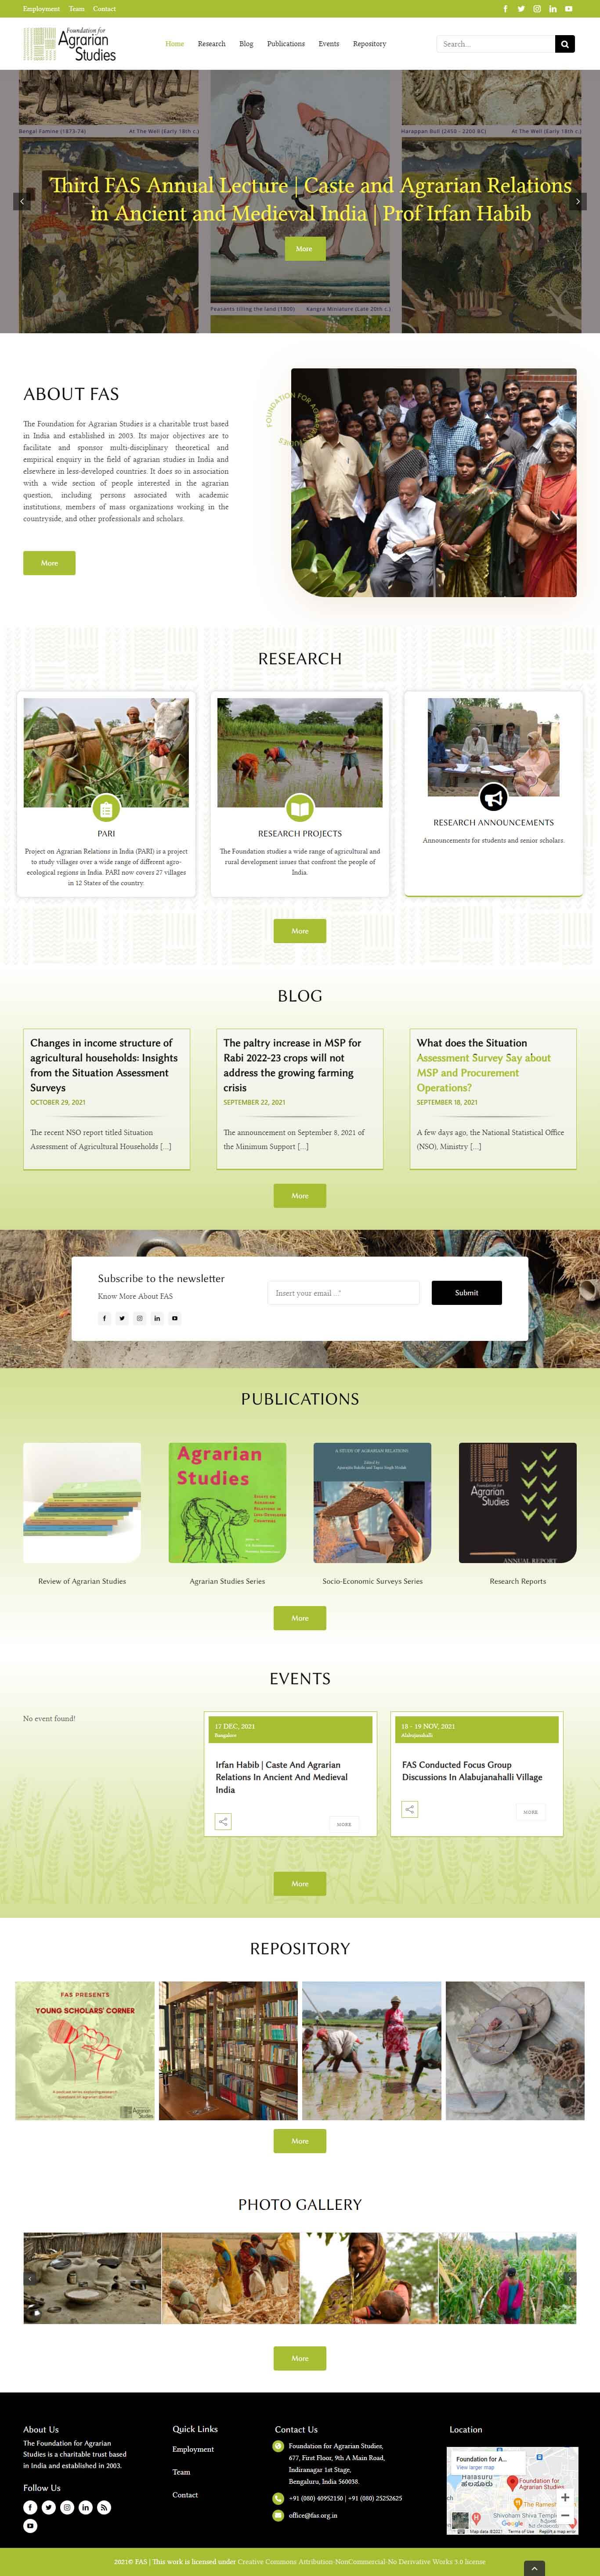 Employment Team Contact
Foundation for
Agrarian
Studies
Home Research Blog Publications Events Repository
Search...
Bengal Famine (1873-74) At The Well (Early 18th c.)
Harappan Bull (2450 - 2200 BC) At The Well (Early 18th c.)
Third FAS Annual Lecture | Caste and Agrarian Relations
in Ancient and Medieval India | Prof Irfan Habib
More
Peasants tilling the land (1800) Kangra Miniature (Late 20th c.)
ABOUT FAS
The Foundation for Agrarian Studies is a charitable trust based
in India and established in 2003. Its major objectives are to
facilitate and sponsor multi-disciplinary theoretical and
empirical enquiry in the field of agrarian studies in India and
elsewhere in less-developed countries. It does so in association
with a wide section of people interested in the agrarian
question, including persons associated with academic
institutions, members of mass organizations working in the
countryside, and other professionals and scholars.
More
FOUNDATION FOR AGRARIAN STUDIES
RESEARCH
PARI
Project on Agrarian Relations in India (PARI) is a project
to study villages over a wide range of different agro-
ecological regions in India. PARI now covers 27 villages
in 12 States of the country.
RESEARCH PROJECTS
The Foundation studies a wide range of agricultural and
rural development issues that confront the people of
India.
RESEARCH ANNOUNCEMENTS
Announcements for students and senior scholars.
More
BLOG
Changes in income structure of
agricultural households: Insights
from the Situation Assessment
Surveys
OCTOBER 29, 2021
The recent NSO report titled Situation
Assessment of Agricultural Households [...]
The paltry increase in MSP for
Rabi 2022-23 crops will not
address the growing farming
crisis
SEPTEMBER 22, 2021
The announcement on September 8, 2021 of
the Minimum Support [...]
What does the Situation
Assessment Survey Say about
MSP and Procurement
Operations?
SEPTEMBER 18, 2021
A few days ago, the National Statistical Office
(NSO), Ministry [...]
More
Subscribe to the newsletter
Know More About FAS
Insert your email ...*
Submit
PUBLICATIONS
Agrarian
Studies
ESSAYS ON
AGRARIAN
RELATIONS IN
LESS-DEVELOPED
COUNTRIES
A STUDY OF AGRARIAN RELATIONS
Edited by
Foundation for
Agrarian
Studies
ANNUAL REPORT
Review of Agrarian Studies
Agrarian Studies Series
Socio-Economic Surveys Series
Research Reports
More
EVENTS
No event found!
17 DEC, 2021
Bangalore
Irfan Habib | Caste And Agrarian
Relations In Ancient And Medieval
India
MORE
18 - 19 NOV, 2021
Alabujanahalli
FAS Conducted Focus Group
Discussions In Alabujanahalli Village
MORE
More
REPOSITORY
FAS PRESENTS
YOUNG SCHOLARS' CORNER
Agrarian
Studies
More
PHOTO GALLERY
More
About Us
The Foundation for Agrarian
Studies is a charitable trust based
in India and established in 2003.
Follow Us
Quick Links
Employment
Team
Contact
Contact Us
Foundation for Agrarian Studies,
677, First Floor, 9th A Main Road,
Indiranagar 1st Stage,
Bengaluru, India 560038.
+91 (080) 40952150 | +91 (080) 25252625
office@fas.org.in
Location
Foundation for A...
View larger map
Foundation for
Agrarian Studies
The Rames
Shivoham Shiva Temple
Google
Map data ©2021 Terms of Use Report a map error
2021© FAS | This work is licensed under Creative Commons Attribution-NonCommercial-No Derivative Works 3.0 license